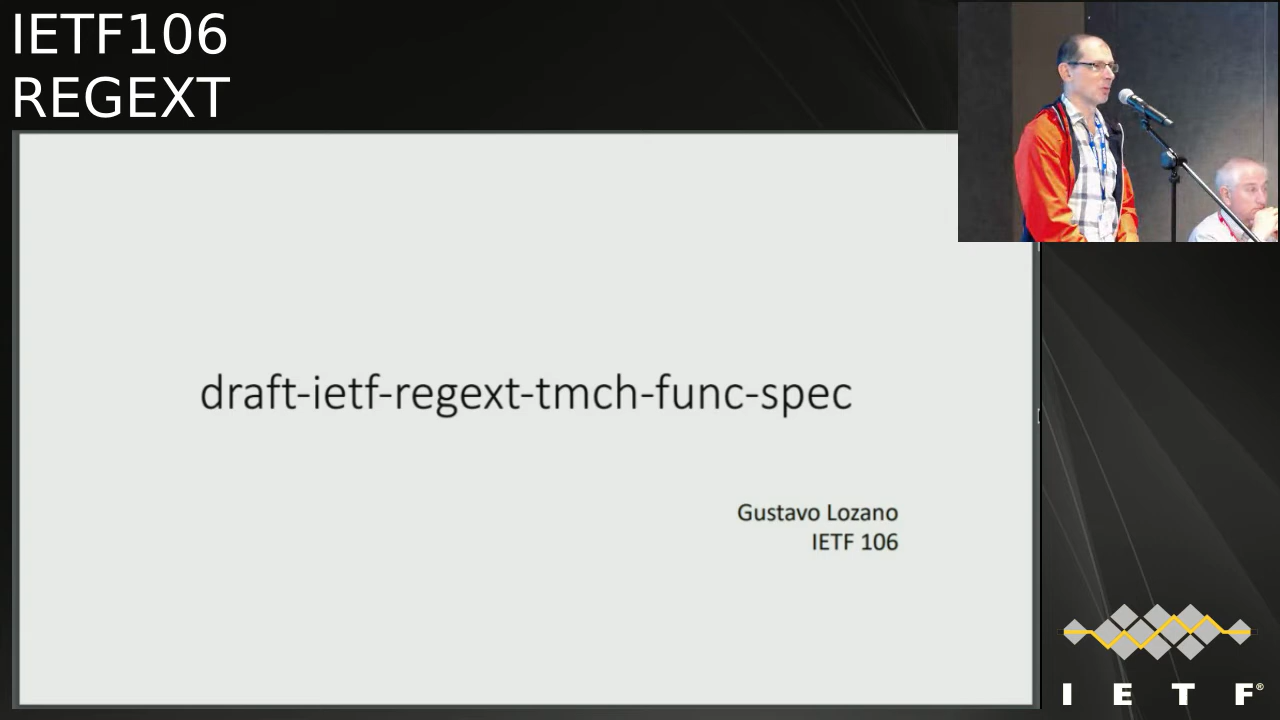 IETF106
REGEXT
draft-ietf-regext-tmch-func-spec
Gustavo Lozano
IETF 106
I E T F®